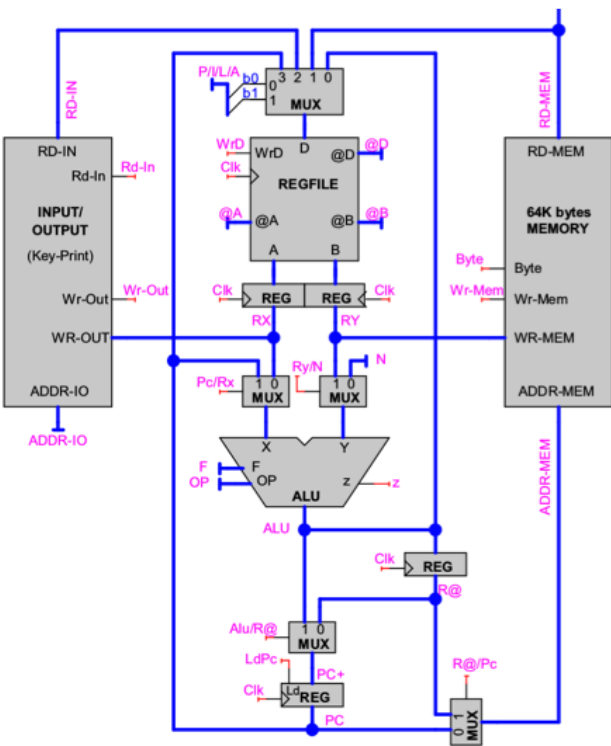 P/I/L/A
b0
b1
0
1
3 2 1 0
MUX
RD-IN
RD-MEM
D
WrD
WrD
Clk
@D
@D
REGFILE
@A
@A
@B
@B
A
B
RD-IN
Rd-In
Rd-In
INPUT/
OUTPUT
(Key-Print)
Wr-Out
Wr-Out
WR-OUT
ADDR-IO
ADDR-IO
RD-MEM
64K bytes
MEMORY
Byte
Byte
Wr-Mem
Wr-Mem
WR-MEM
ADDR-MEM
ADDR-MEM
Clk
REG
REG
Clk
RX
RY
Pc/Rx
1 0
MUX
Ry/N
1 0
MUX
N
X
Y
F
F
OP
OP
ALU
z
z
ALU
Clk
REG
R@
Alu/R@
1 0
MUX
LdPc
PC+
Clk
Ld
REG
PC
R@/Pc
0 1
MUX